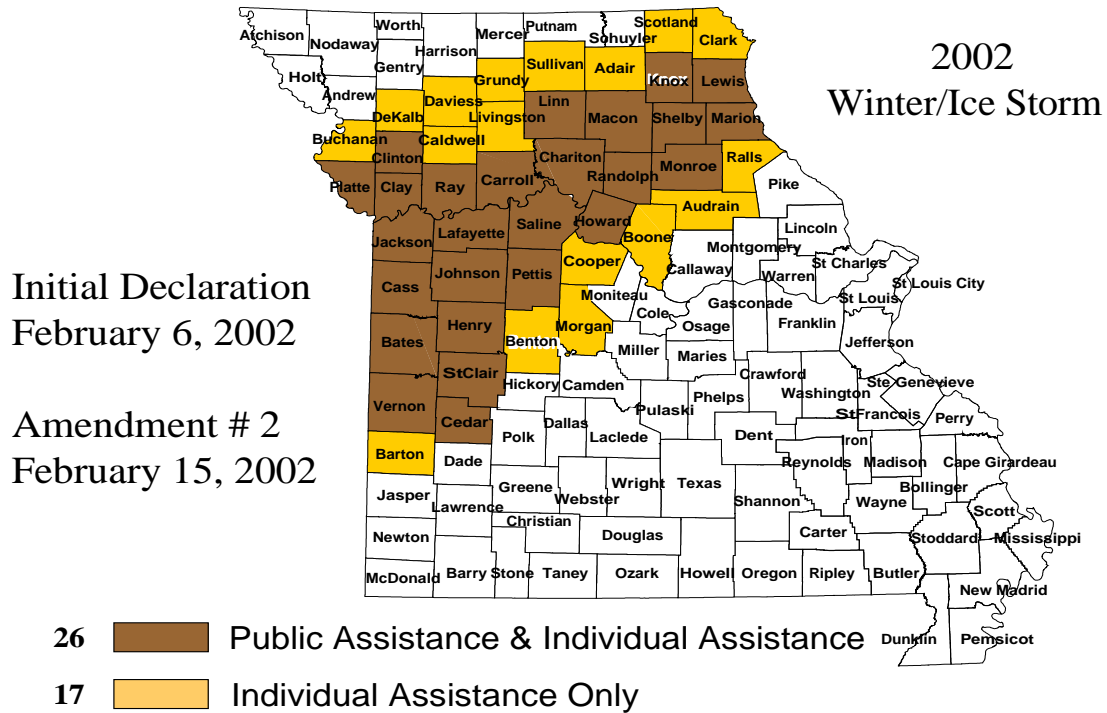 2002
Winter/Ice Storm
Initial Declaration
February 6, 2002
Amendment # 2
February 15, 2002
Atchison
Nodaway
Worth
Harrison
Mercer
Putnam
Schuyler
Scotland
Clark
Gentry
Holt
Andrew
DeKalb
Daviess
Grundy
Sullivan
Adair
Knox
Lewis
Buchanan
Clinton
Caldwell
Livingston
Linn
Macon
Shelby
Marion
Platte
Clay
Ray
Carroll
Chariton
Randolph
Monroe
Ralls
Pike
Jackson
Lafayette
Saline
Howard
Boone
Audrain
Lincoln
Montgomery
Callaway
Warren
St Charles
St Louis
St Louis City
Cass
Johnson
Pettis
Cooper
Moniteau
Cole
Osage
Gasconade
Franklin
Jefferson
Bates
Henry
Benton
Morgan
Miller
Maries
Crawford
Washington
Ste Genevieve
StFrancois
Perry
Vernon
StClair
Hickory
Camden
Pulaski
Phelps
Dent
Iron
Cedar
Polk
Dallas
Laclede
Reynolds
Madison
Cape Girardeau
Bollinger
Barton
Dade
Greene
Webster
Wright
Texas
Shannon
Wayne
Scott
Jasper
Lawrence
Christian
Douglas
Carter
Stoddard
Mississippi
Newton
McDonald
Barry
Stone
Taney
Ozark
Howell
Oregon
Ripley
Butler
New Madrid
Dunklin
Pemsicot
26 Public Assistance & Individual Assistance
17 Individual Assistance Only